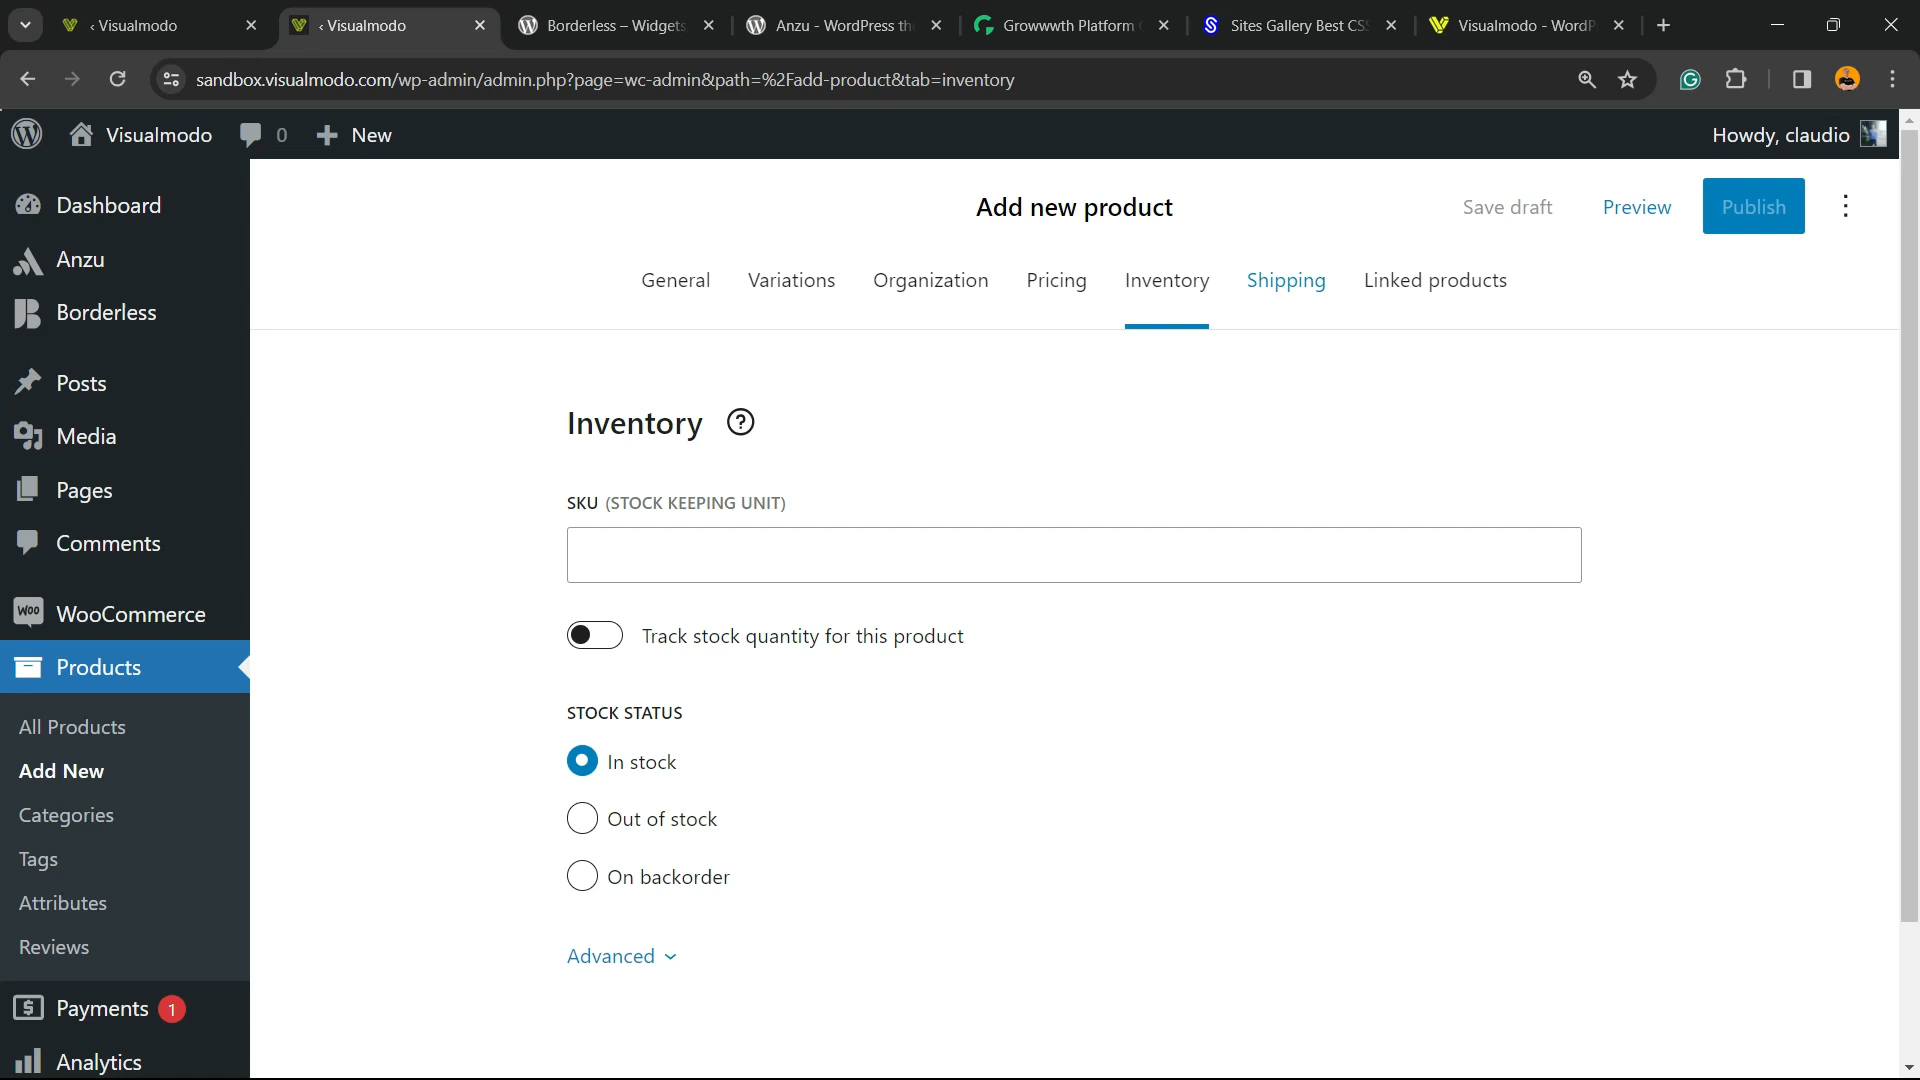 ‹ Visualmodo
‹ Visualmodo
Borderless – Widgets
Anzu - WordPress th
Growwwth Platform
Sites Gallery Best CSS
Visualmodo - WordP
sandbox.visualmodo.com/wp-admin/admin.php?page=wc-admin&path=%2Fadd-product&tab=inventory
Visualmodo
0
New
Howdy, claudio
Dashboard
Anzu
Borderless
Posts
Media
Pages
Comments
Woo
WooCommerce
Products
All Products
Add New
Categories
Tags
Attributes
Reviews
Payments 1
Analytics
Add new product
Save draft
Preview
Publish
General
Variations
Organization
Pricing
Inventory
Shipping
Linked products
Inventory
SKU (STOCK KEEPING UNIT)
Track stock quantity for this product
STOCK STATUS
In stock
Out of stock
On backorder
Advanced